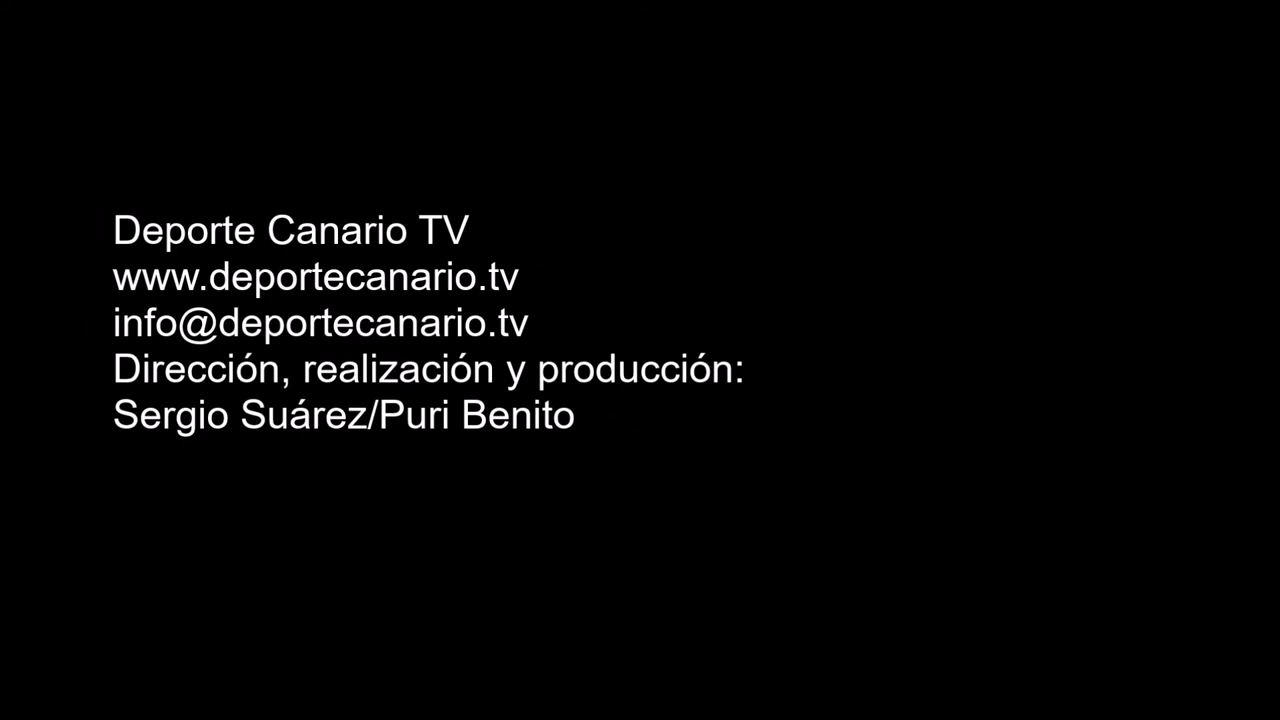 Deporte Canario TV
www.deportecanario.tv
info@deportecanario.tv
Dirección, realización y producción:
Sergio Suárez/Puri Benito